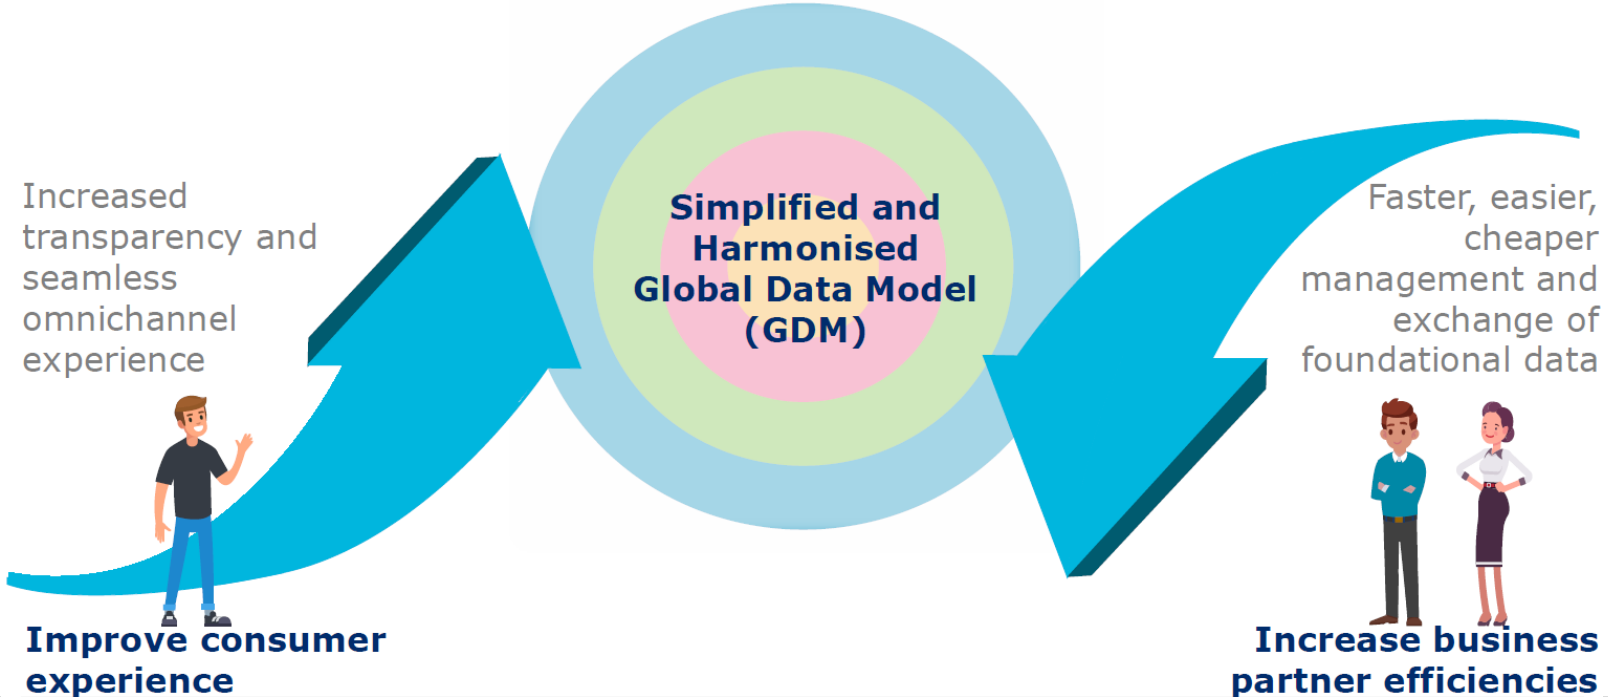 Increased
transparency and
seamless
omnichannel
experience
Improve consumer
experience
Simplified and
Harmonised
Global Data Model
(GDM)
Faster, easier,
cheaper
management and
exchange of
foundational data
Increase business
partner efficiencies